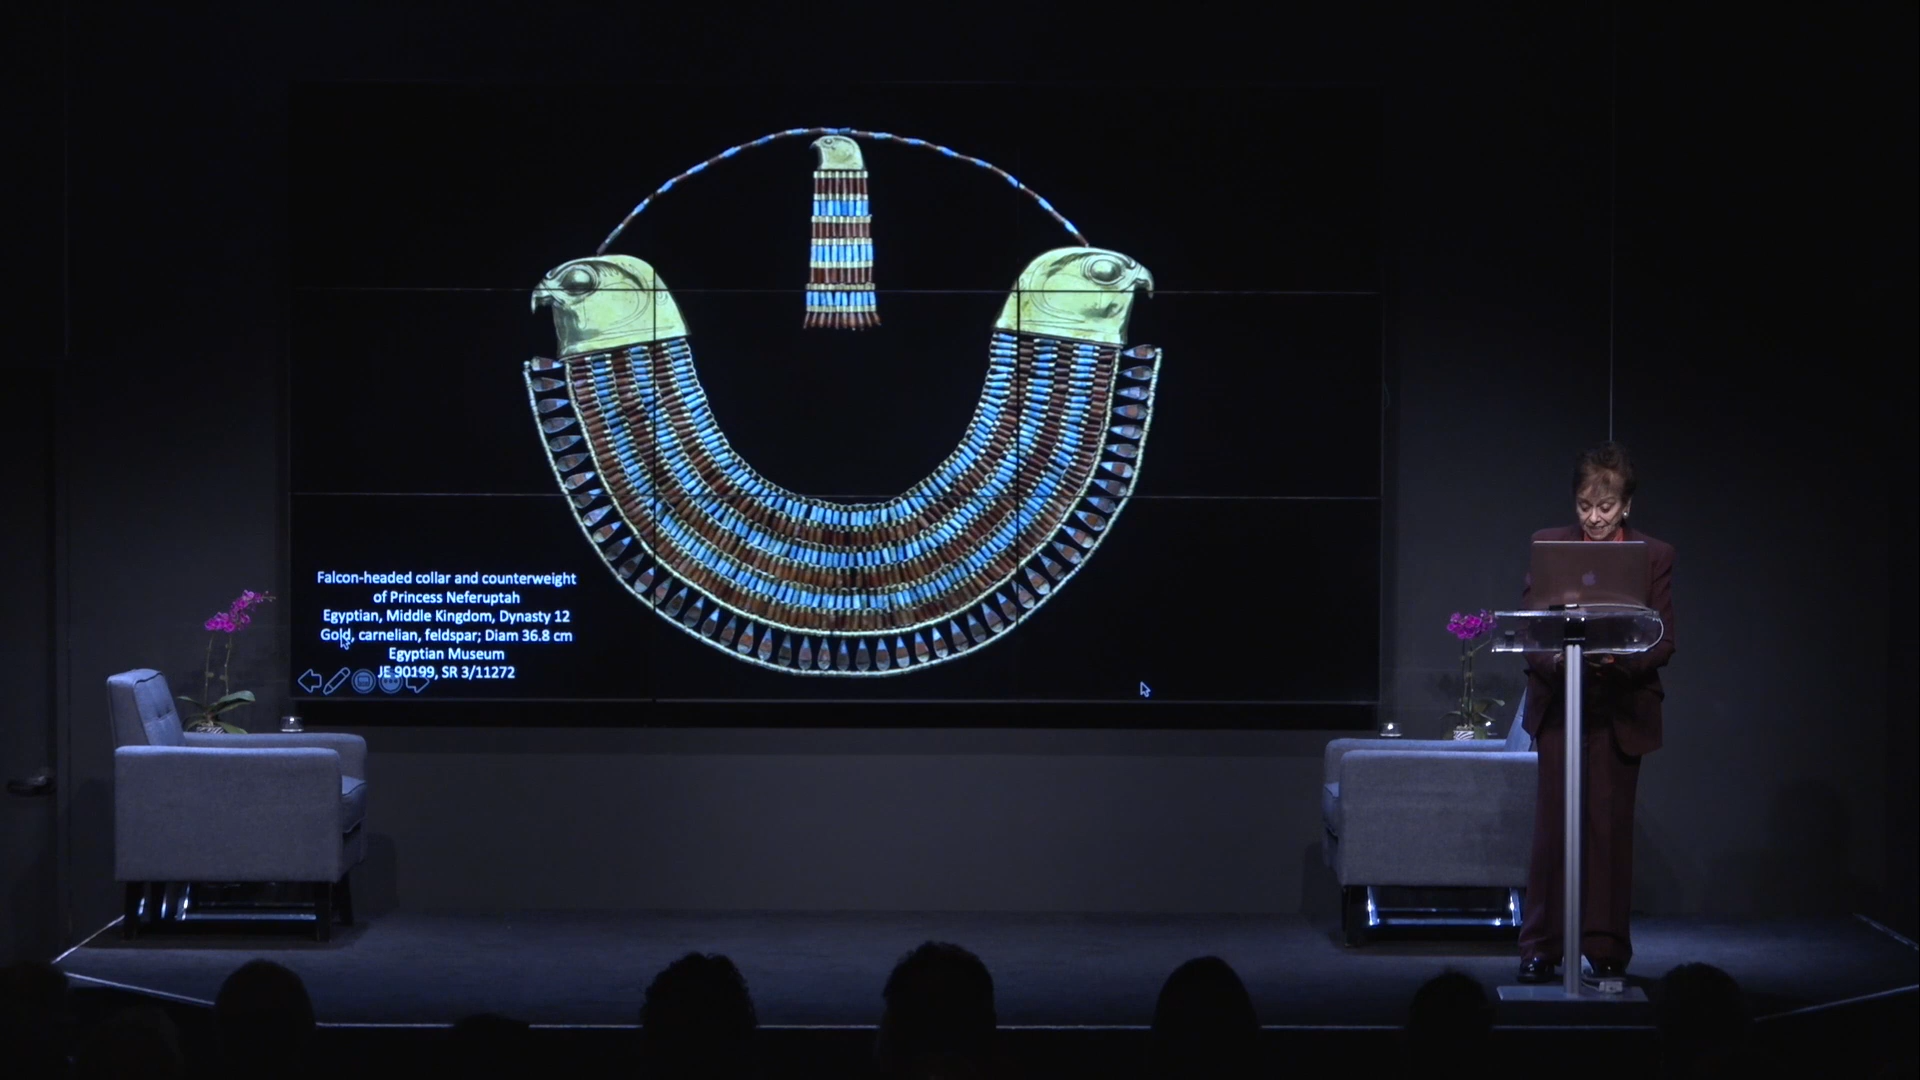 Falcon-headed collar and counterweight
of Princess Neferuptah
Egyptian, Middle Kingdom, Dynasty 12
Gold, carnelian, feldspar; Diam 36.8 cm
Egyptian Museum
JE 90199, SR 3/11272